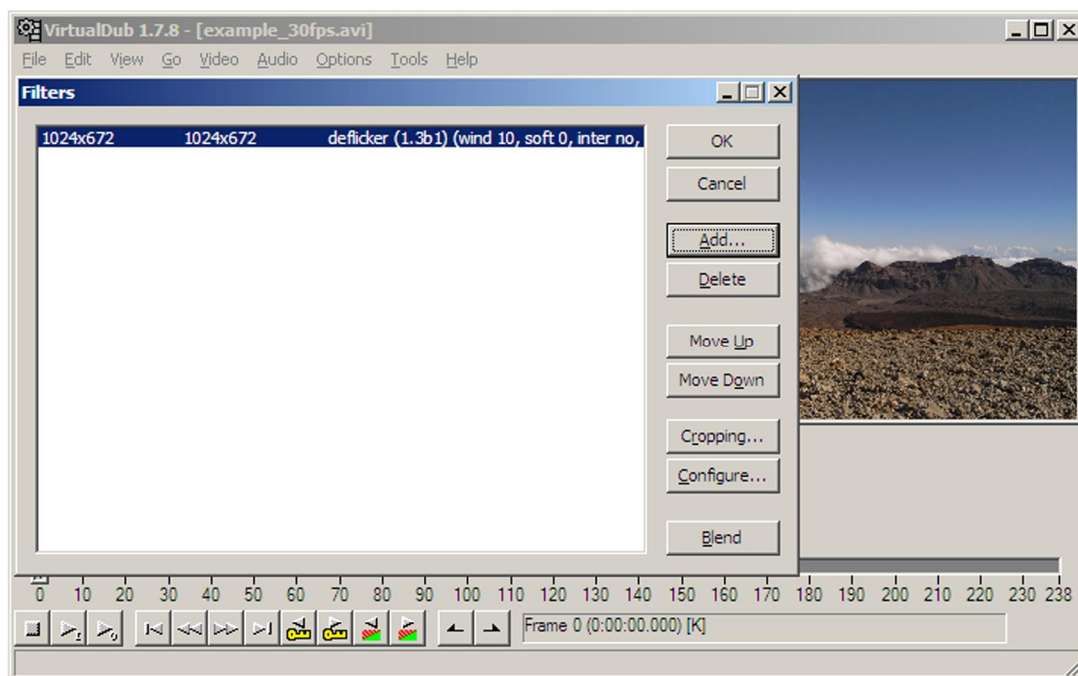 VirtualDub 1.7.8 - [example_30fps.avi]
File Edit View Go Video Audio Options Tools Help
Filters
1024x672 1024x672 deflicker (1.3b1) (wind 10, soft 0, inter no,
OK
Cancel
Add...
Delete
Move Up
Move Down
Cropping...
Configure...
Blend
0 10 20 30 40 50 60 70 80 90 100 110 120 130 140 150 160 170 180 190 200 210 220 230 238
Frame 0 (0:00:00.000) [K]